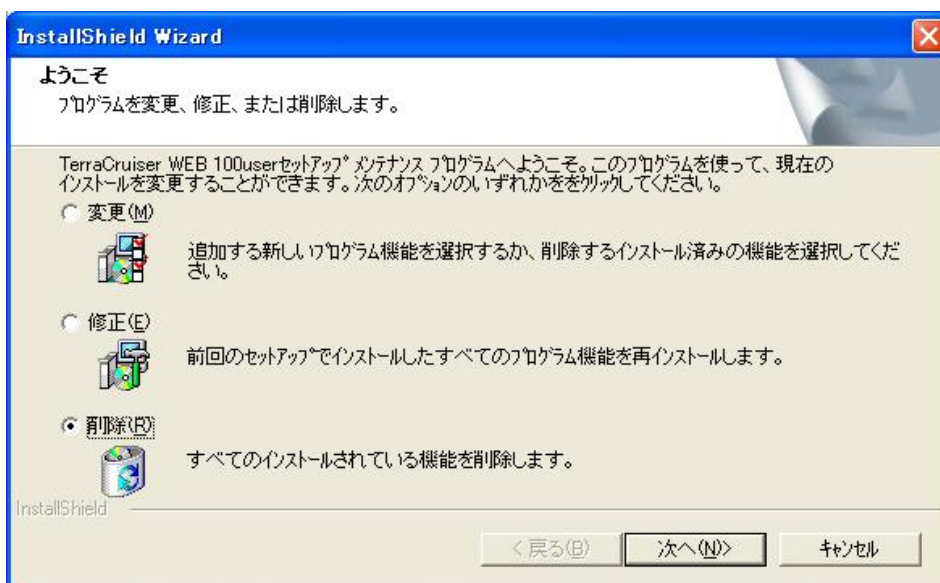 InstallShield Wizard
ようこそ
プログラムを変更、修正、または削除します。
TerraCruiser WEB 100userセットアップ メンテナンス プログラムへようこそ。このプログラムを使って、現在の
インストールを変更することができます。次のオプションのいずれかををクリックしてください。
変更(M)
追加する新しいプログラム機能を選択するか、削除するインストール済みの機能を選択してくだ
さい。
修正(E)
前回のセットアップでインストールしたすべてのプログラム機能を再インストールします。
削除(R)
すべてのインストールされている機能を削除します。
InstallShield
< 戻る(B)
次へ(N)>
キャンセル